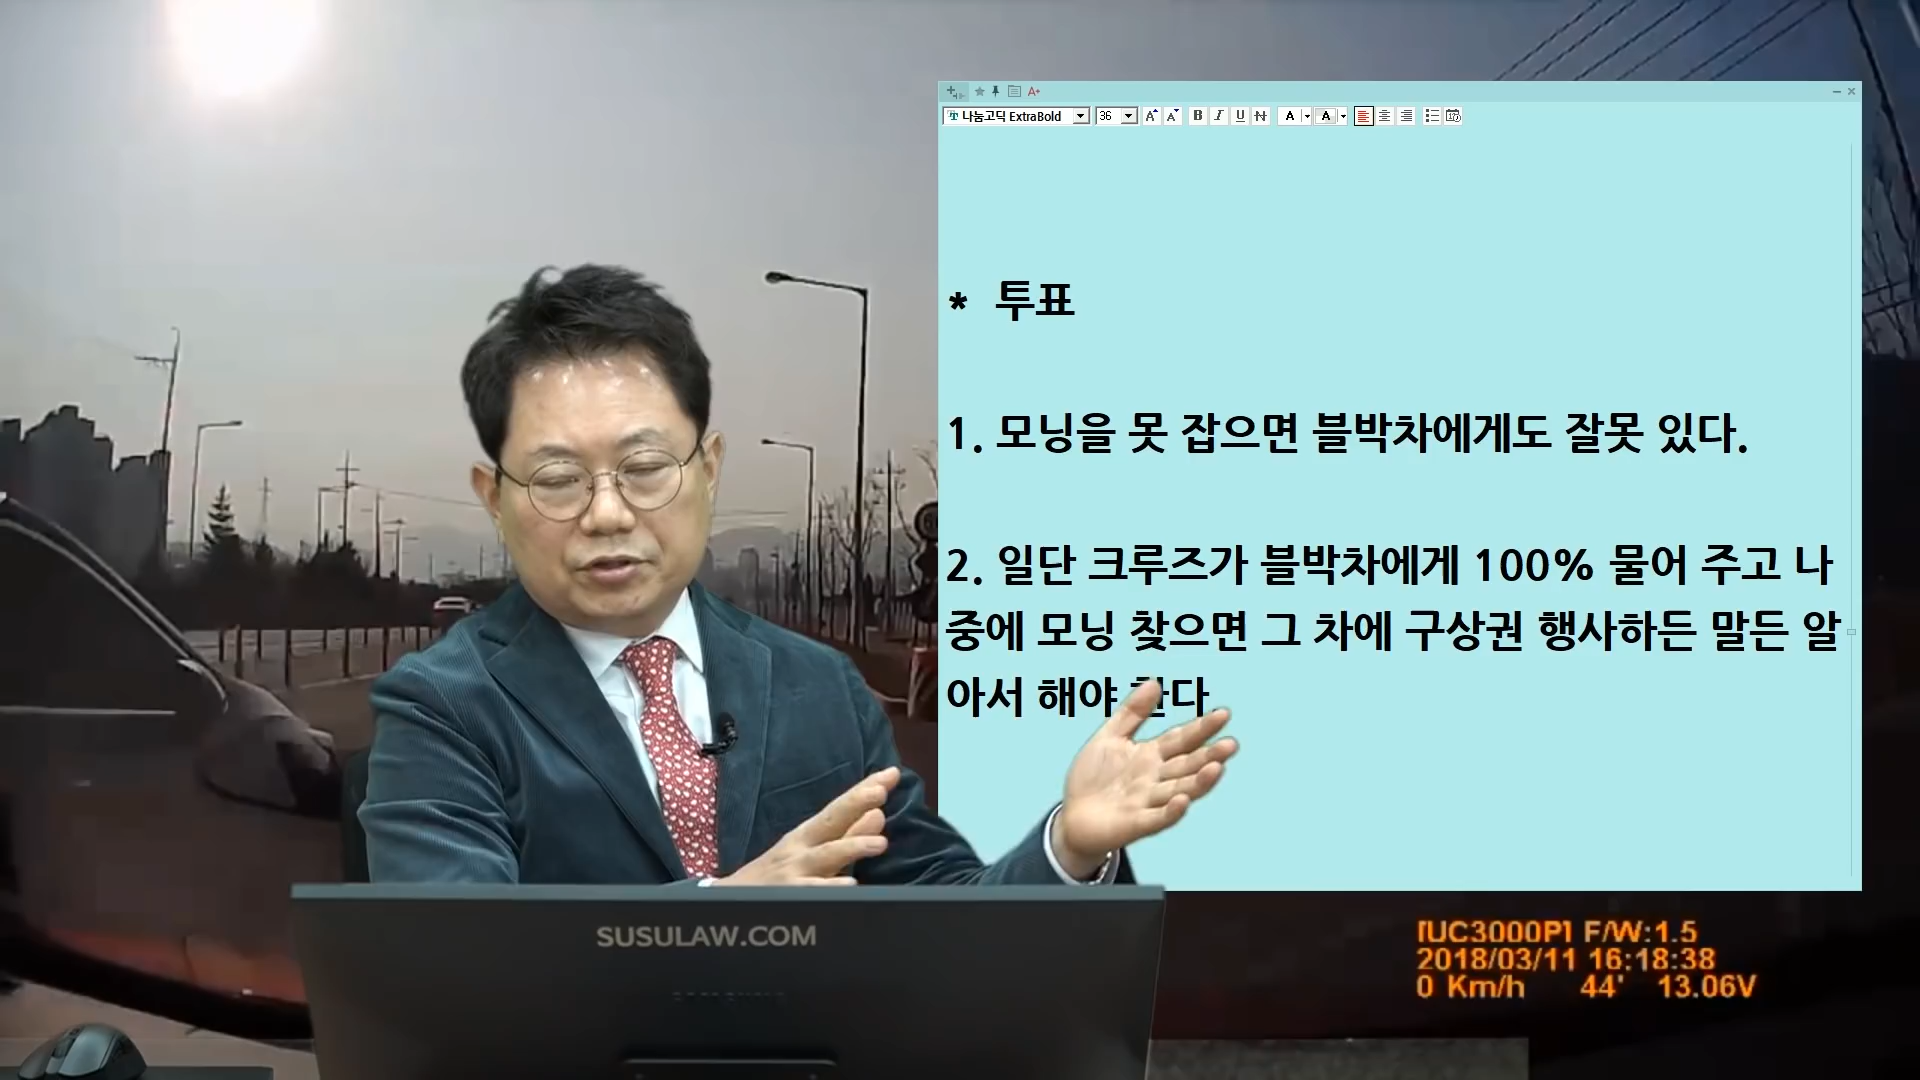 나눔고딕 ExtraBold
36
* 투표
1. 모닝을 못 잡으면 블박차에게도 잘못 있다.
2. 일단 크루즈가 블박차에게 100% 물어 주고 나
중에 모닝 찾으면 그 차에 구상권 행사하든 말든 알
아서 해야 한다.
SUSULAW.COM
[UC3000P] F/W:1.5
2018/03/11 16:18:38
0 Km/h 44' 13.06V